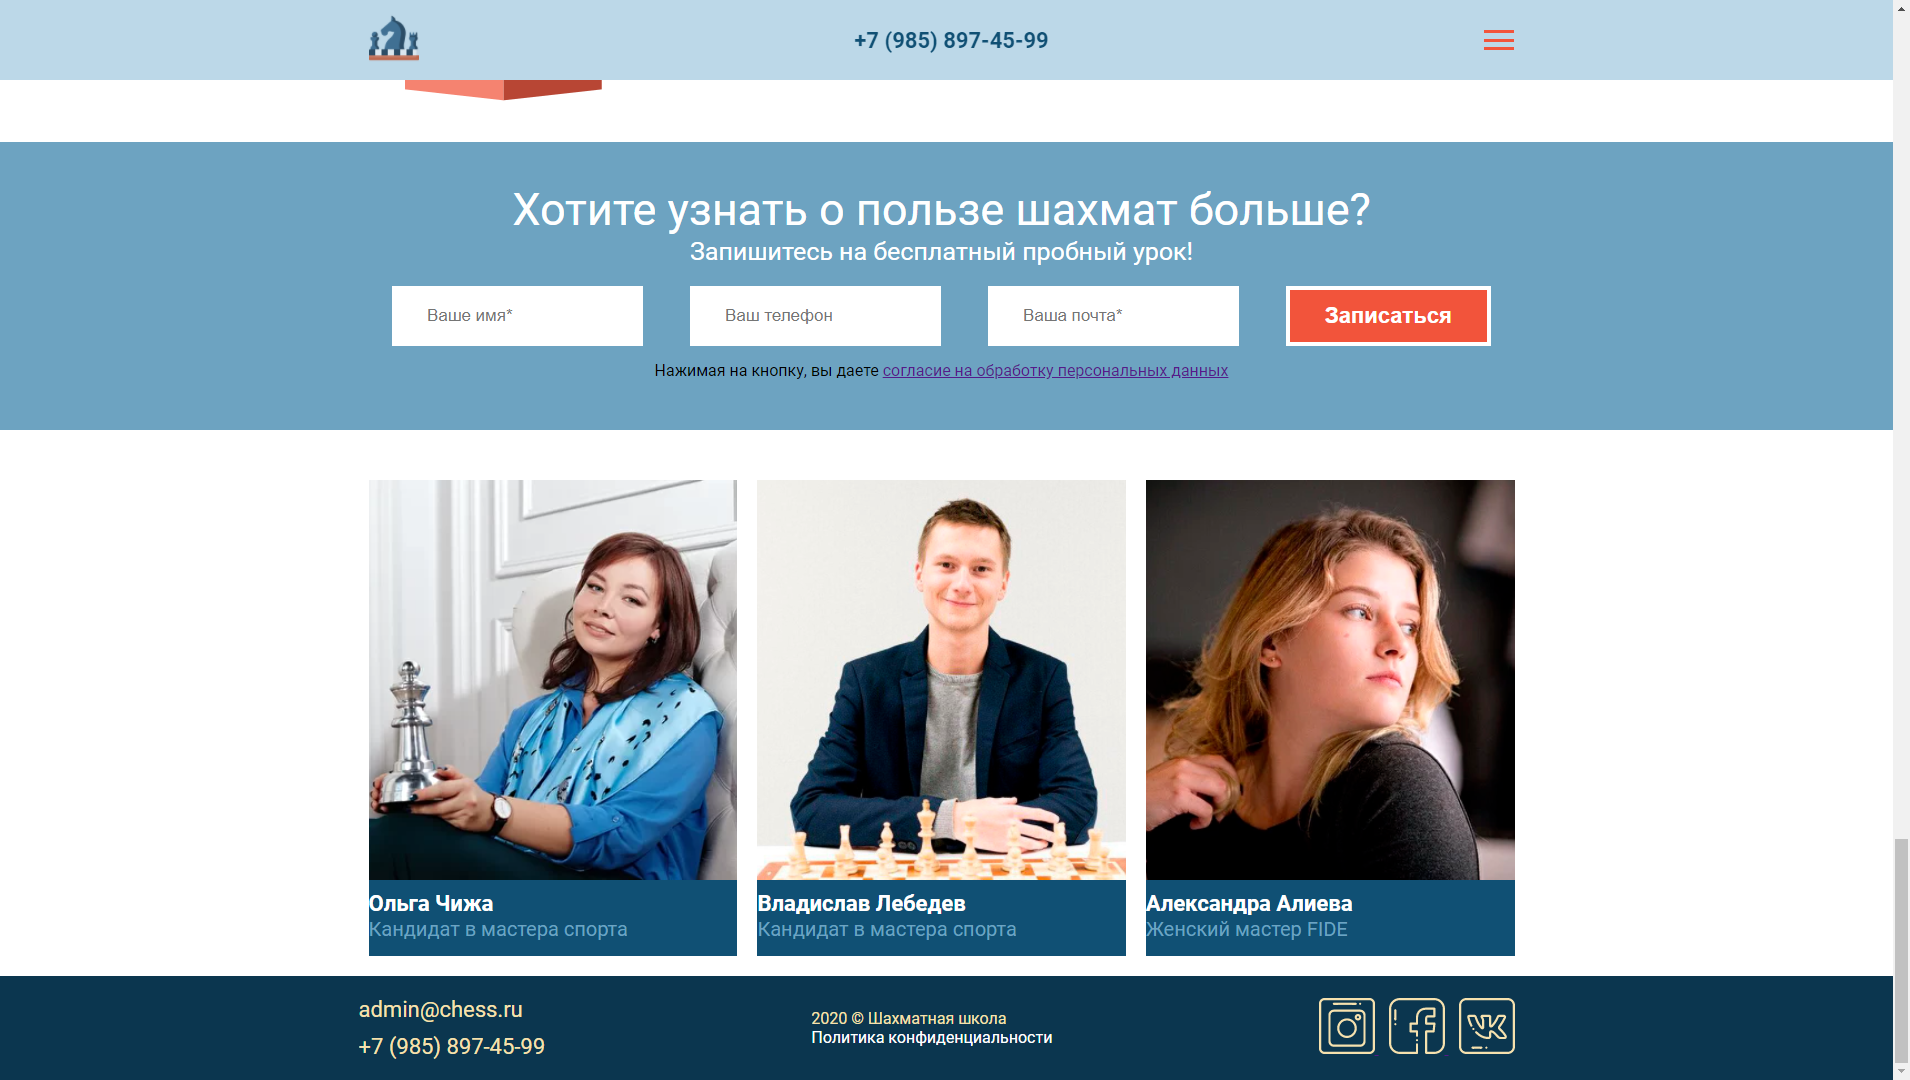 +7 (985) 897-45-99
Хотите узнать о пользе шахмат больше?
Запишитесь на бесплатный пробный урок!
Ваше имя*
Ваш телефон
Ваша почта*
Записаться
Нажимая на кнопку, вы даете согласие на обработку персональных данных
Ольга Чижа
Кандидат в мастера спорта
Владислав Лебедев
Кандидат в мастера спорта
Александра Алиева
Женский мастер FIDE
admin@chess.ru
+7 (985) 897-45-99
2020 © Шахматная школа
Политика конфиденциальности